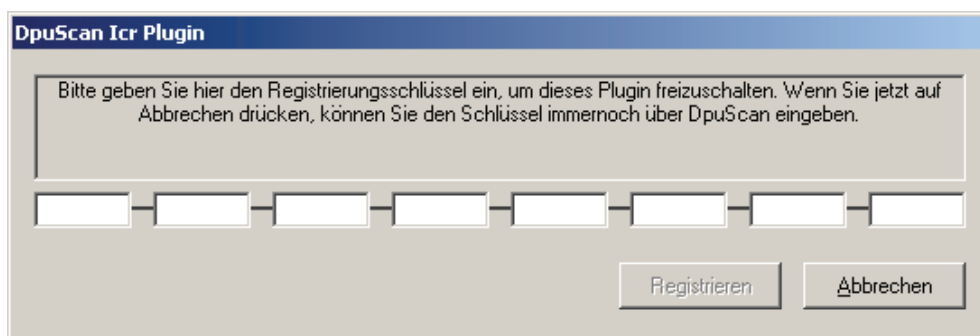 DpuScan Icr Plugin
Bitte geben Sie hier den Registrierungsschlüssel ein, um dieses Plugin freizuschalten. Wenn Sie jetzt auf
Abbrechen drücken, können Sie den Schlüssel immernoch über DpuScan eingeben.
Registrieren
Abbrechen